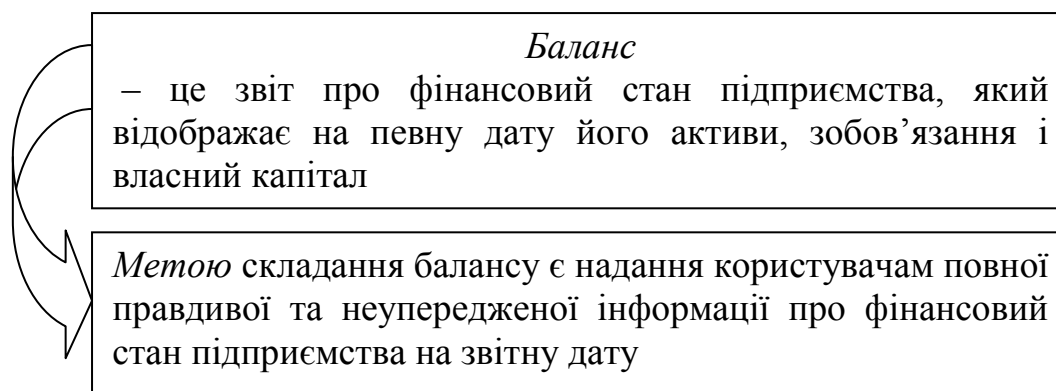 Баланс
– це звіт про фінансовий стан підприємства, який
відображає на певну дату його активи, зобов’язання і
власний капітал
Метою складання балансу є надання користувачам повної
правдивої та неупередженої інформації про фінансовий
стан підприємства на звітну дату